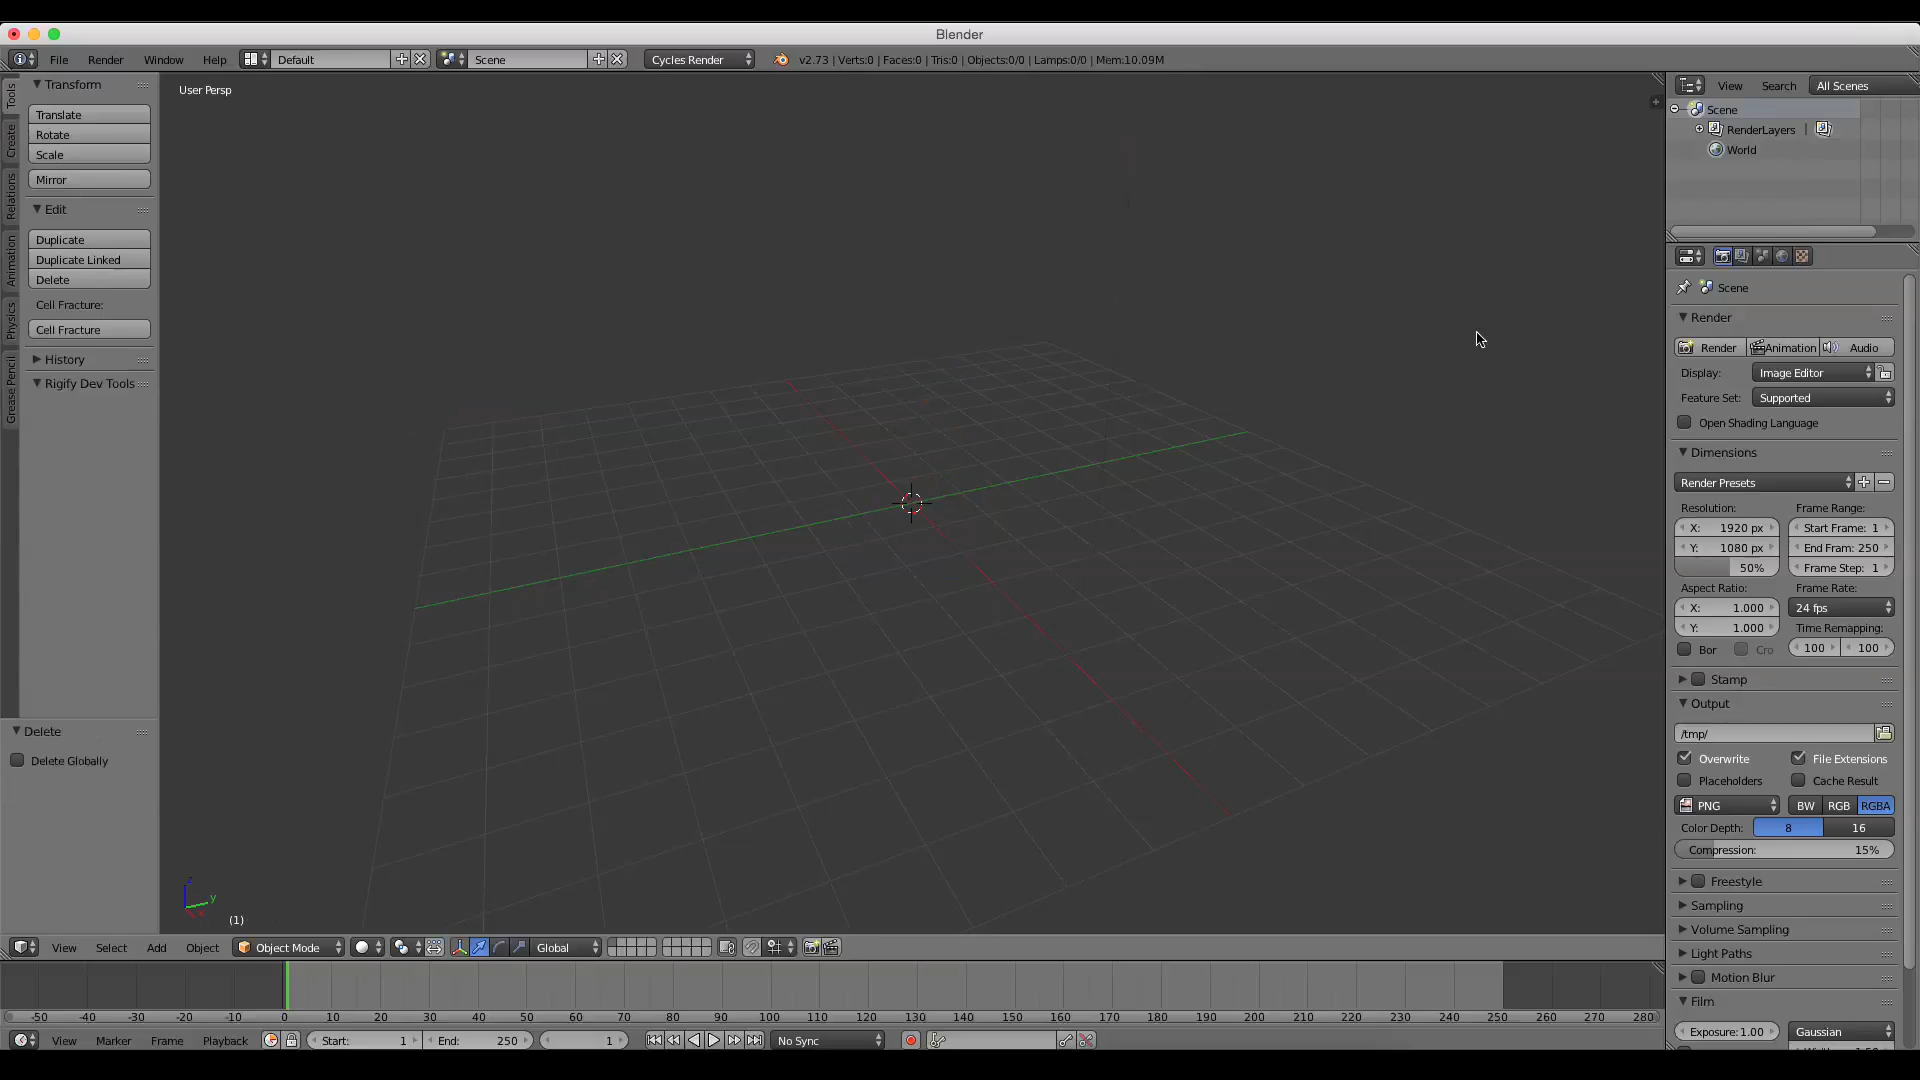 Blender
File Render Window Help Default Scene Cycles Render v2.73 | Verts:0 | Faces:0 | Tris:0 | Objects:0/0 | Lamps:0/0 | Mem:10.09M
Tools
Create
Relations
Animation
Physics
Grease Pencil
Transform
Translate
Rotate
Scale
Mirror
Edit
Duplicate
Duplicate Linked
Delete
Cell Fracture:
Cell Fracture
History
Rigify Dev Tools
Delete
Delete Globally
User Persp
z
y
x
(1)
View Select Add Object Object Mode Global
-50 -40 -30 -20 -10 0 10 20 30 40 50 60 70 80 90 100 110 120 130 140 150 160 170 180 190 200 210 220 230 240 250 260 270 280
View Marker Frame Playback Start: 1 End: 250 1 No Sync
View Search All Scenes
Scene
RenderLayers |
World
Scene
Render
Render Animation Audio
Display: Image Editor
Feature Set: Supported
Open Shading Language
Dimensions
Render Presets
Resolution: Frame Range:
X: 1920 px Start Frame: 1
Y: 1080 px End Fram: 250
50% Frame Step: 1
Aspect Ratio: Frame Rate:
X: 1.000 24 fps
Y: 1.000 Time Remapping:
Bor Cro 100 100
Stamp
Output
/tmp/
Overwrite File Extensions
Placeholders Cache Result
PNG BW RGB RGBA
Color Depth: 8 16
Compression: 15%
Freestyle
Sampling
Volume Sampling
Light Paths
Motion Blur
Film
Exposure: 1.00 Gaussian